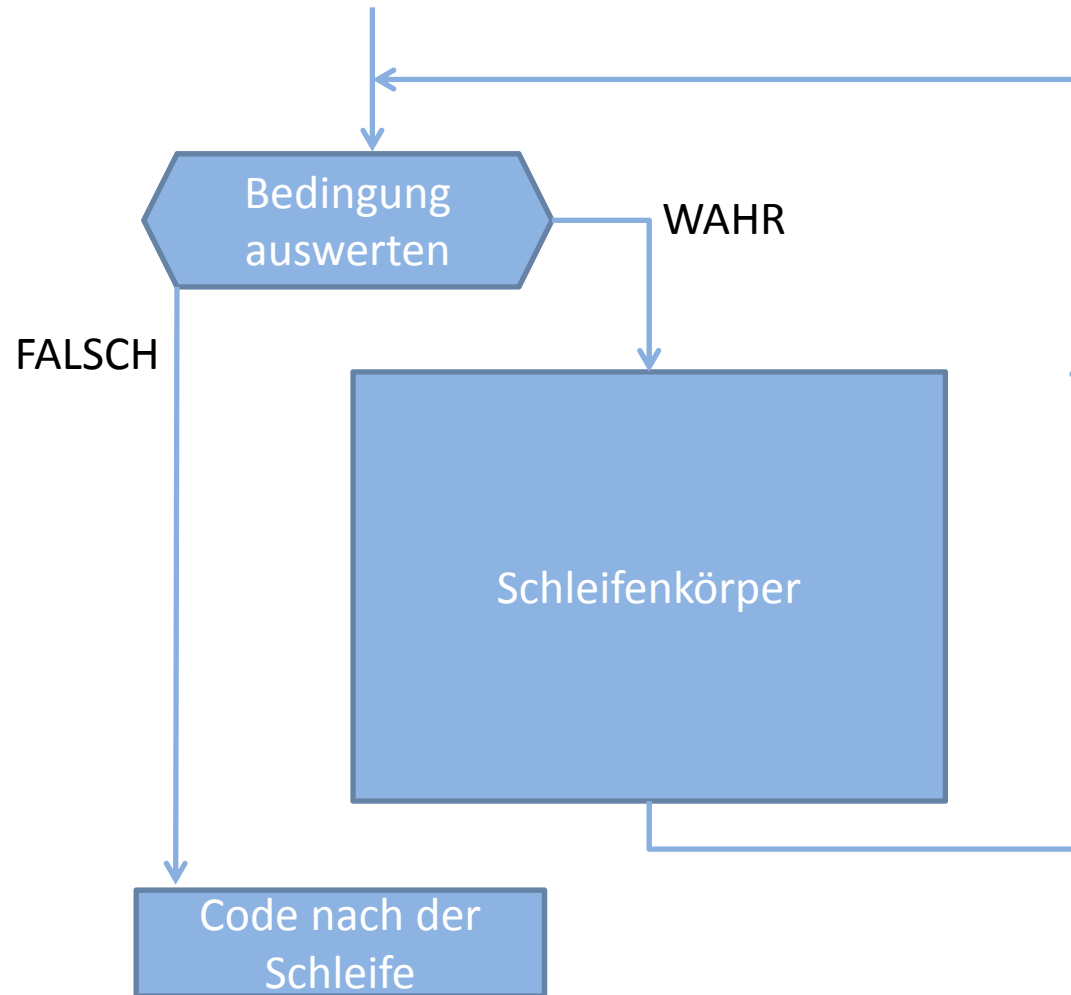 Bedingung
auswerten
WAHR
FALSCH
Schleifenkörper
Code nach der
Schleife